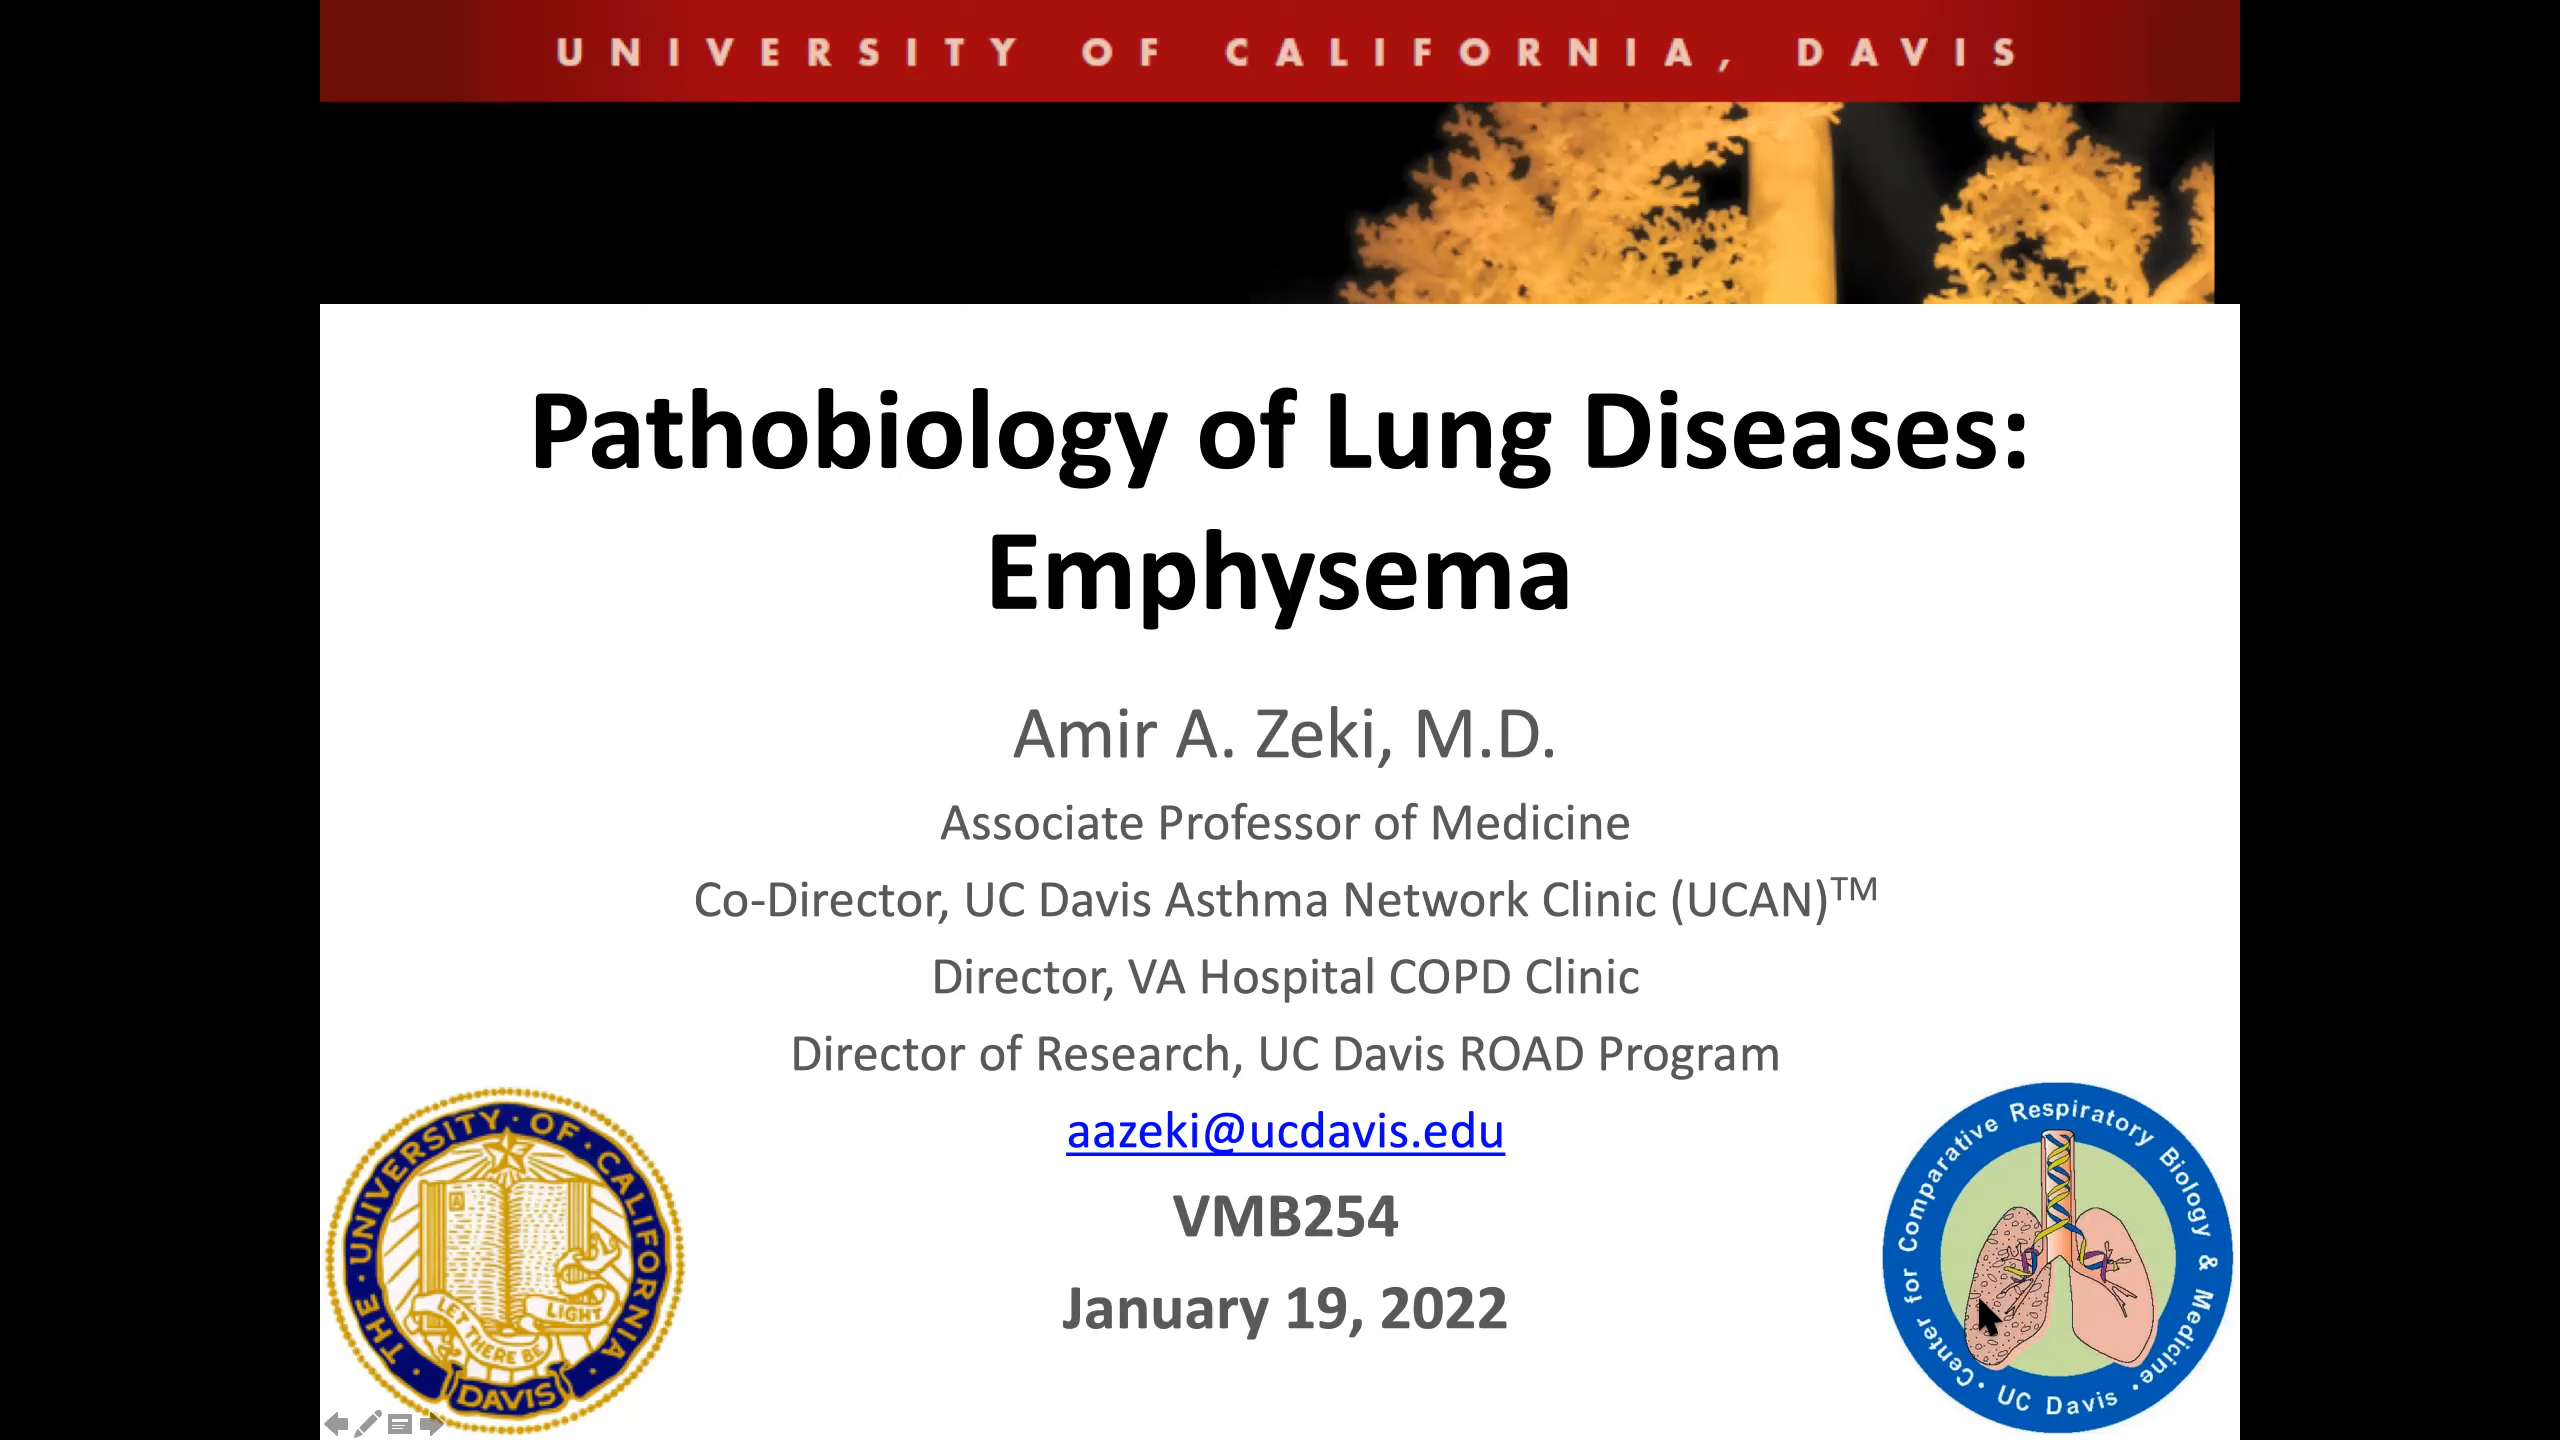 UNIVERSITY OF CALIFORNIA, DAVIS
Pathobiology of Lung Diseases:
Emphysema
Amir A. Zeki, M.D.
Associate Professor of Medicine
Co-Director, UC Davis Asthma Network Clinic (UCAN)™
Director, VA Hospital COPD Clinic
Director of Research, UC Davis ROAD Program
aazeki@ucdavis.edu
VMB254
January 19, 2022
· THE · UNIVERSITY · OF · CALIFORNIA ·
A
LET THERE BE
LIGHT
DAVIS
Center for Comparative Respiratory Biology & Medicine
• UC Davis •